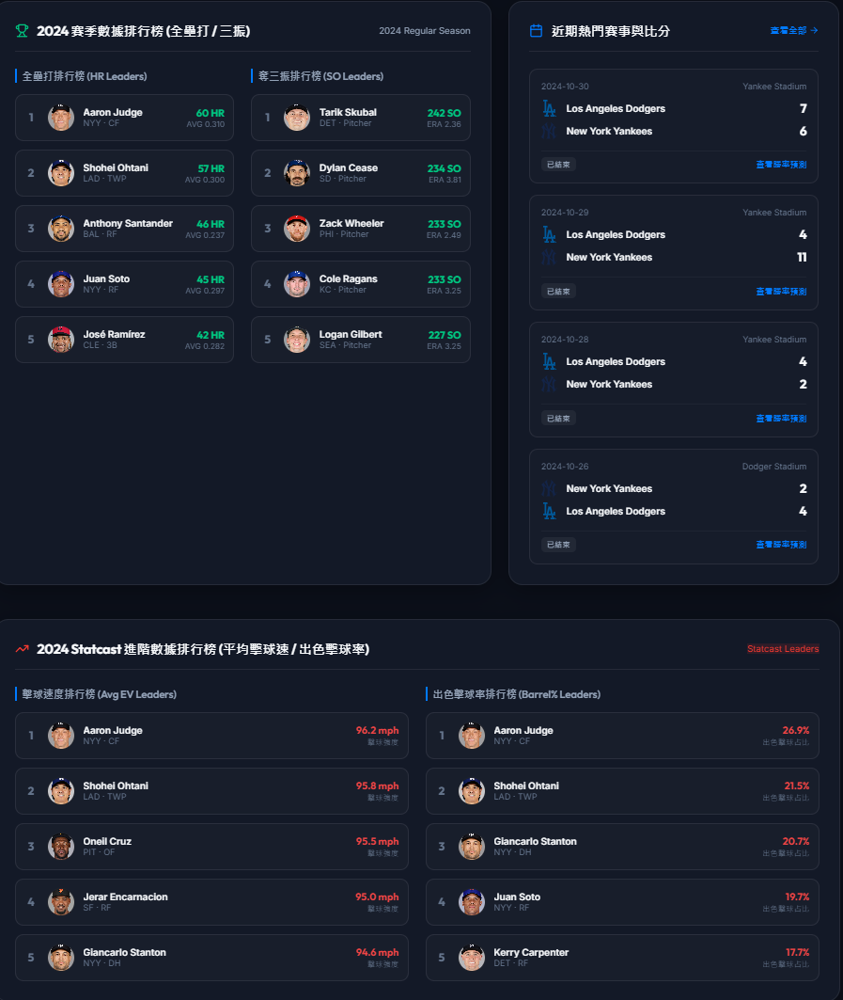 2024 賽季數據排行榜 (全壘打 / 三振)
2024 Regular Season
全壘打排行榜 (HR Leaders)
1
Aaron Judge
NYY · CF
60 HR
AVG 0.310
2
Shohei Ohtani
LAD · TWP
57 HR
AVG 0.300
3
Anthony Santander
BAL · RF
46 HR
AVG 0.237
4
Juan Soto
NYY · RF
45 HR
AVG 0.297
5
José Ramírez
CLE · 3B
42 HR
AVG 0.282
奪三振排行榜 (SO Leaders)
1
Tarik Skubal
DET · Pitcher
242 SO
ERA 2.36
2
Dylan Cease
SD · Pitcher
234 SO
ERA 3.81
3
Zack Wheeler
PHI · Pitcher
233 SO
ERA 2.49
4
Cole Ragans
KC · Pitcher
233 SO
ERA 3.25
5
Logan Gilbert
SEA · Pitcher
227 SO
ERA 3.25
近期熱門賽事與比分
查看全部 →
2024-10-30
Yankee Stadium
Los Angeles Dodgers
7
New York Yankees
6
已結束
查看勝率預測
2024-10-29
Yankee Stadium
Los Angeles Dodgers
4
New York Yankees
11
已結束
查看勝率預測
2024-10-28
Yankee Stadium
Los Angeles Dodgers
4
New York Yankees
2
已結束
查看勝率預測
2024-10-26
Dodger Stadium
New York Yankees
2
Los Angeles Dodgers
4
已結束
查看勝率預測
2024 Statcast 進階數據排行榜 (平均擊球速 / 出色擊球率)
Statcast Leaders
擊球速度排行榜 (Avg EV Leaders)
1
Aaron Judge
NYY · CF
96.2 mph
擊球強度
2
Shohei Ohtani
LAD · TWP
95.8 mph
擊球強度
3
Oneil Cruz
PIT · OF
95.5 mph
擊球強度
4
Jerar Encarnacion
SF · RF
95.0 mph
擊球強度
5
Giancarlo Stanton
NYY · DH
94.6 mph
擊球強度
出色擊球率排行榜 (Barrel% Leaders)
1
Aaron Judge
NYY · CF
26.9%
出色擊球占比
2
Shohei Ohtani
LAD · TWP
21.5%
出色擊球占比
3
Giancarlo Stanton
NYY · DH
20.7%
出色擊球占比
4
Juan Soto
NYY · RF
19.7%
出色擊球占比
5
Kerry Carpenter
DET · RF
17.7%
出色擊球占比